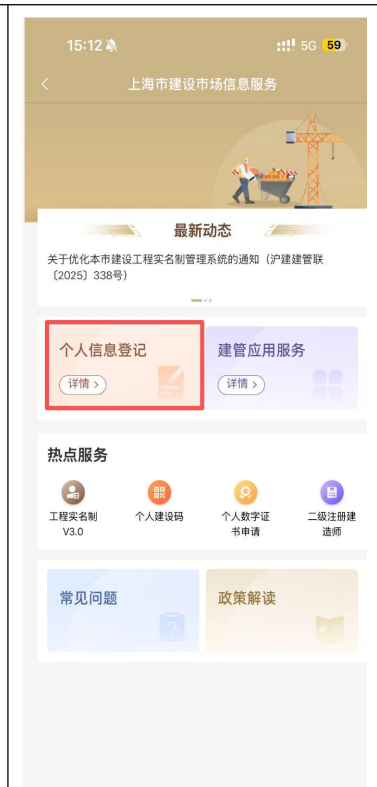 15:12
5G 59
上海市建设市场信息服务
最新动态
关于优化本市建设工程实名制管理系统的通知（沪建建管联
〔2025〕338号）
个人信息登记
建管应用服务
详情 >
详情 >
热点服务
工程实名制
V3.0
个人建设码
个人数字证
书申请
二级注册建
造师
常见问题
政策解读